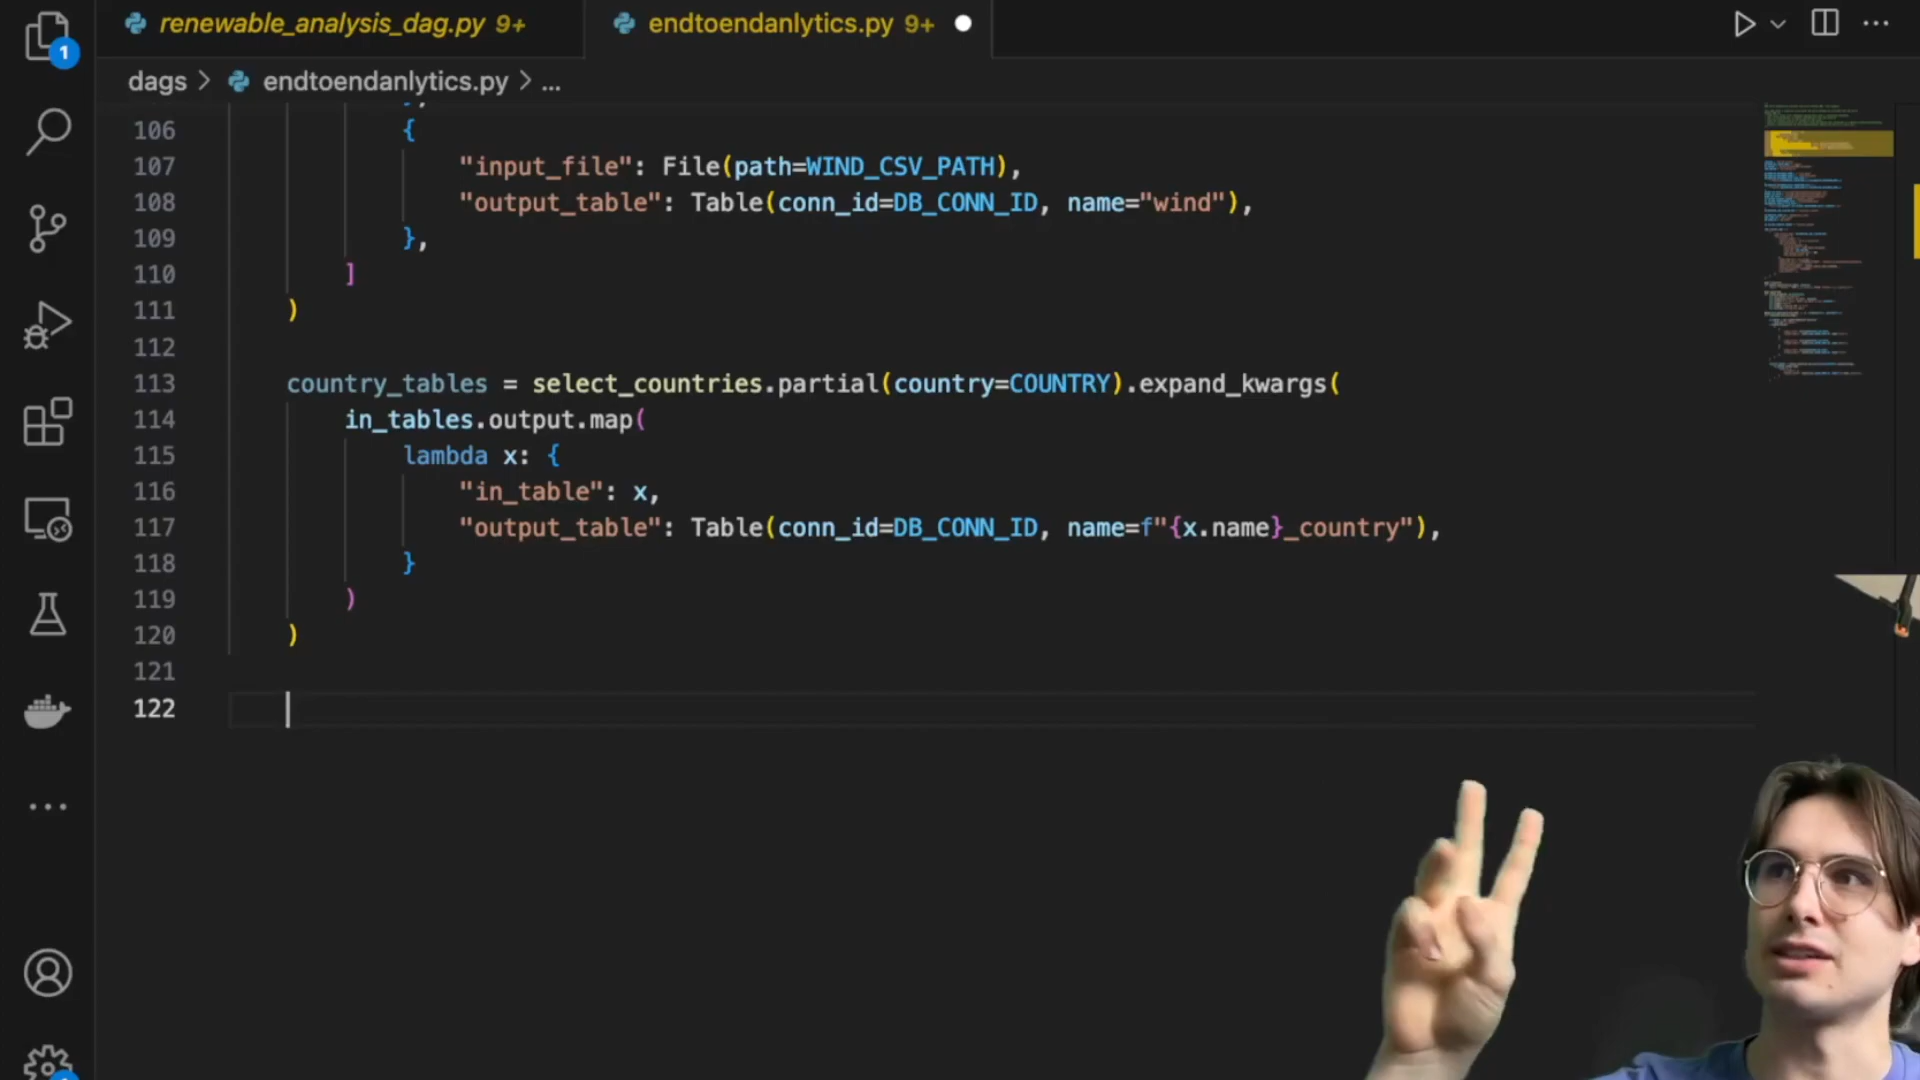 renewable_analysis_dag.py 9+
endtoendanlytics.py 9+
1
dags > endtoendanlytics.py > ...
106 {
107 "input_file": File(path=WIND_CSV_PATH),
108 "output_table": Table(conn_id=DB_CONN_ID, name="wind"),
109 },
110 ]
111 )
112
113 country_tables = select_countries.partial(country=COUNTRY).expand_kwargs(
114 in_tables.output.map(
115 lambda x: {
116 "in_table": x,
117 "output_table": Table(conn_id=DB_CONN_ID, name=f"{x.name}_country"),
118 }
119 )
120 )
121
122